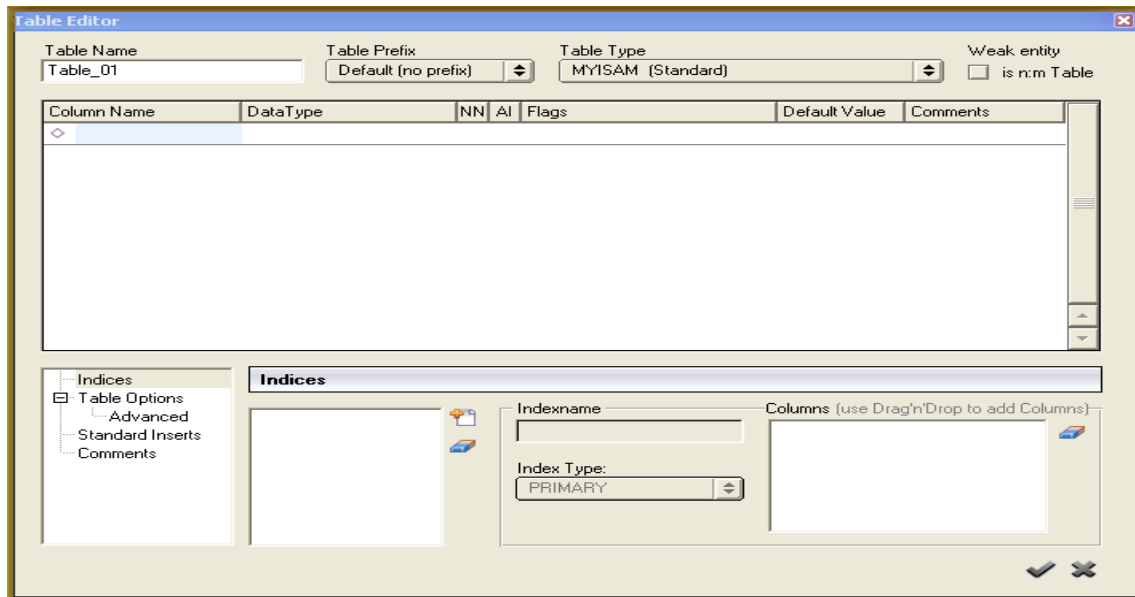 Table Editor
Table Name Table Prefix Table Type Weak entity
Table_01 Default (no prefix) MYISAM (Standard) is n:m Table
Column Name DataType NN AI Flags Default Value Comments
Indices
Table Options
Advanced
Standard Inserts
Comments
Indices
Indexname
Index Type:
PRIMARY
Columns (use Drag'n'Drop to add Columns)